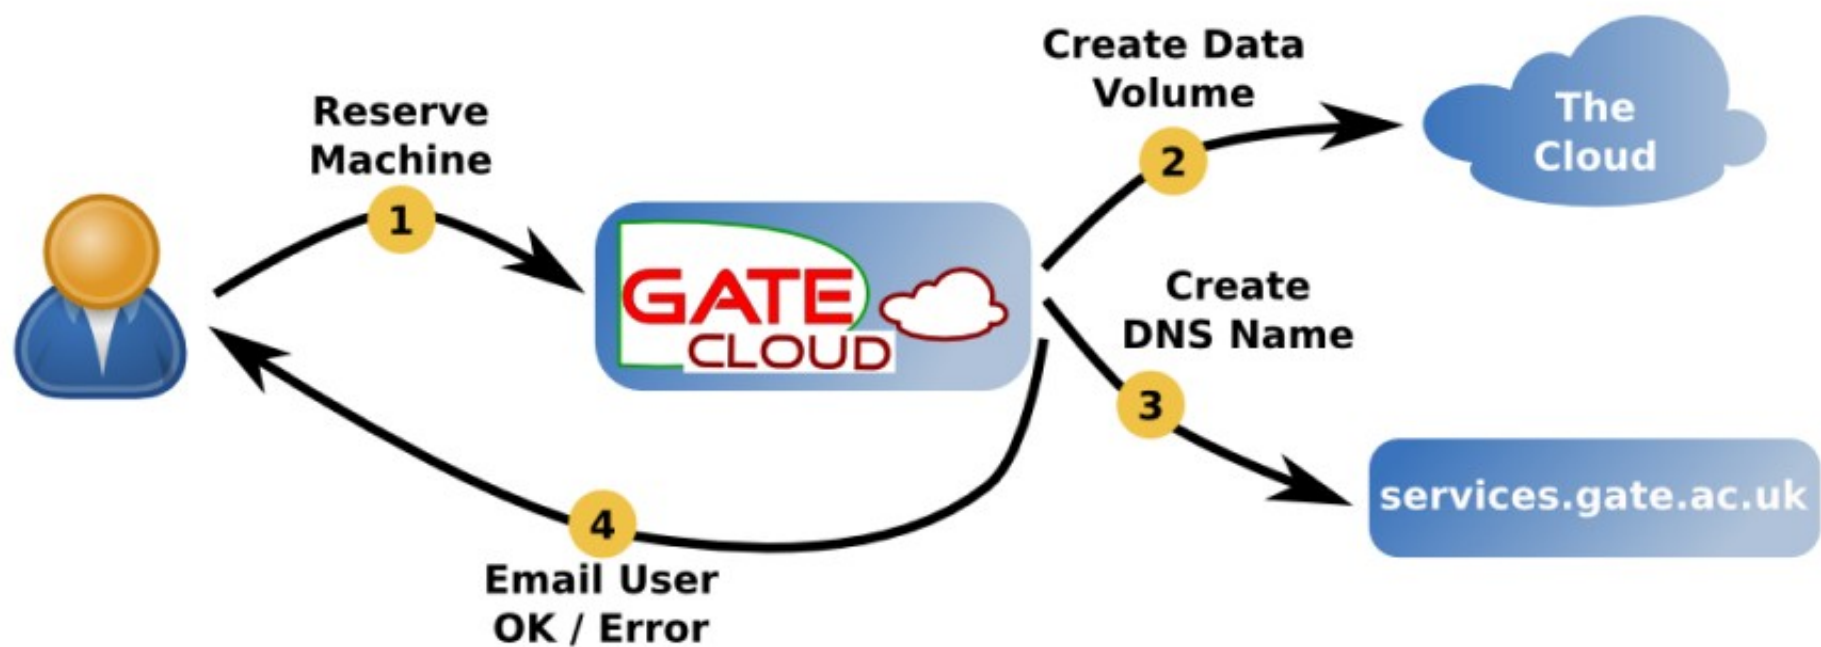 Reserve
Machine
1
GATE
CLOUD
Create Data
Volume
2
The
Cloud
Create
DNS Name
3
services.gate.ac.uk
4
Email User
OK / Error